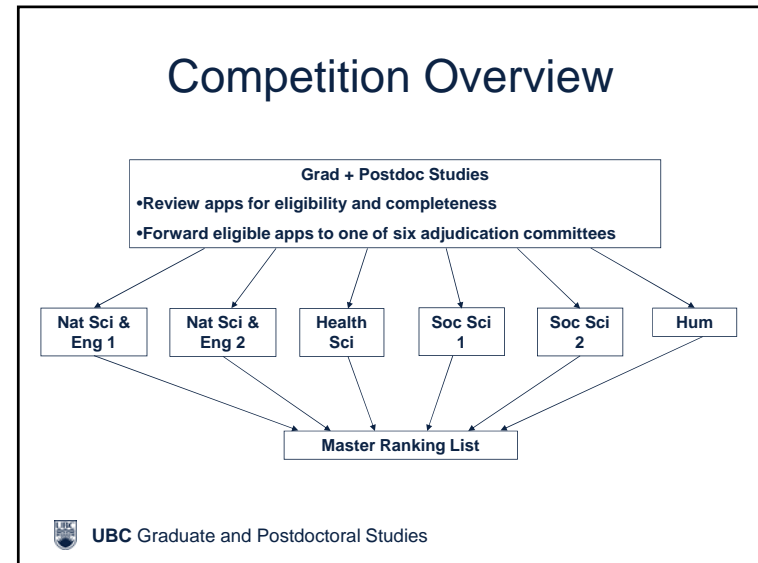 Competition Overview
Grad + Postdoc Studies
•Review apps for eligibility and completeness
•Forward eligible apps to one of six adjudication committees
Nat Sci &
Eng 1
Nat Sci &
Eng 2
Health
Sci
Soc Sci
1
Soc Sci
2
Hum
Master Ranking List
UBC
UBC Graduate and Postdoctoral Studies